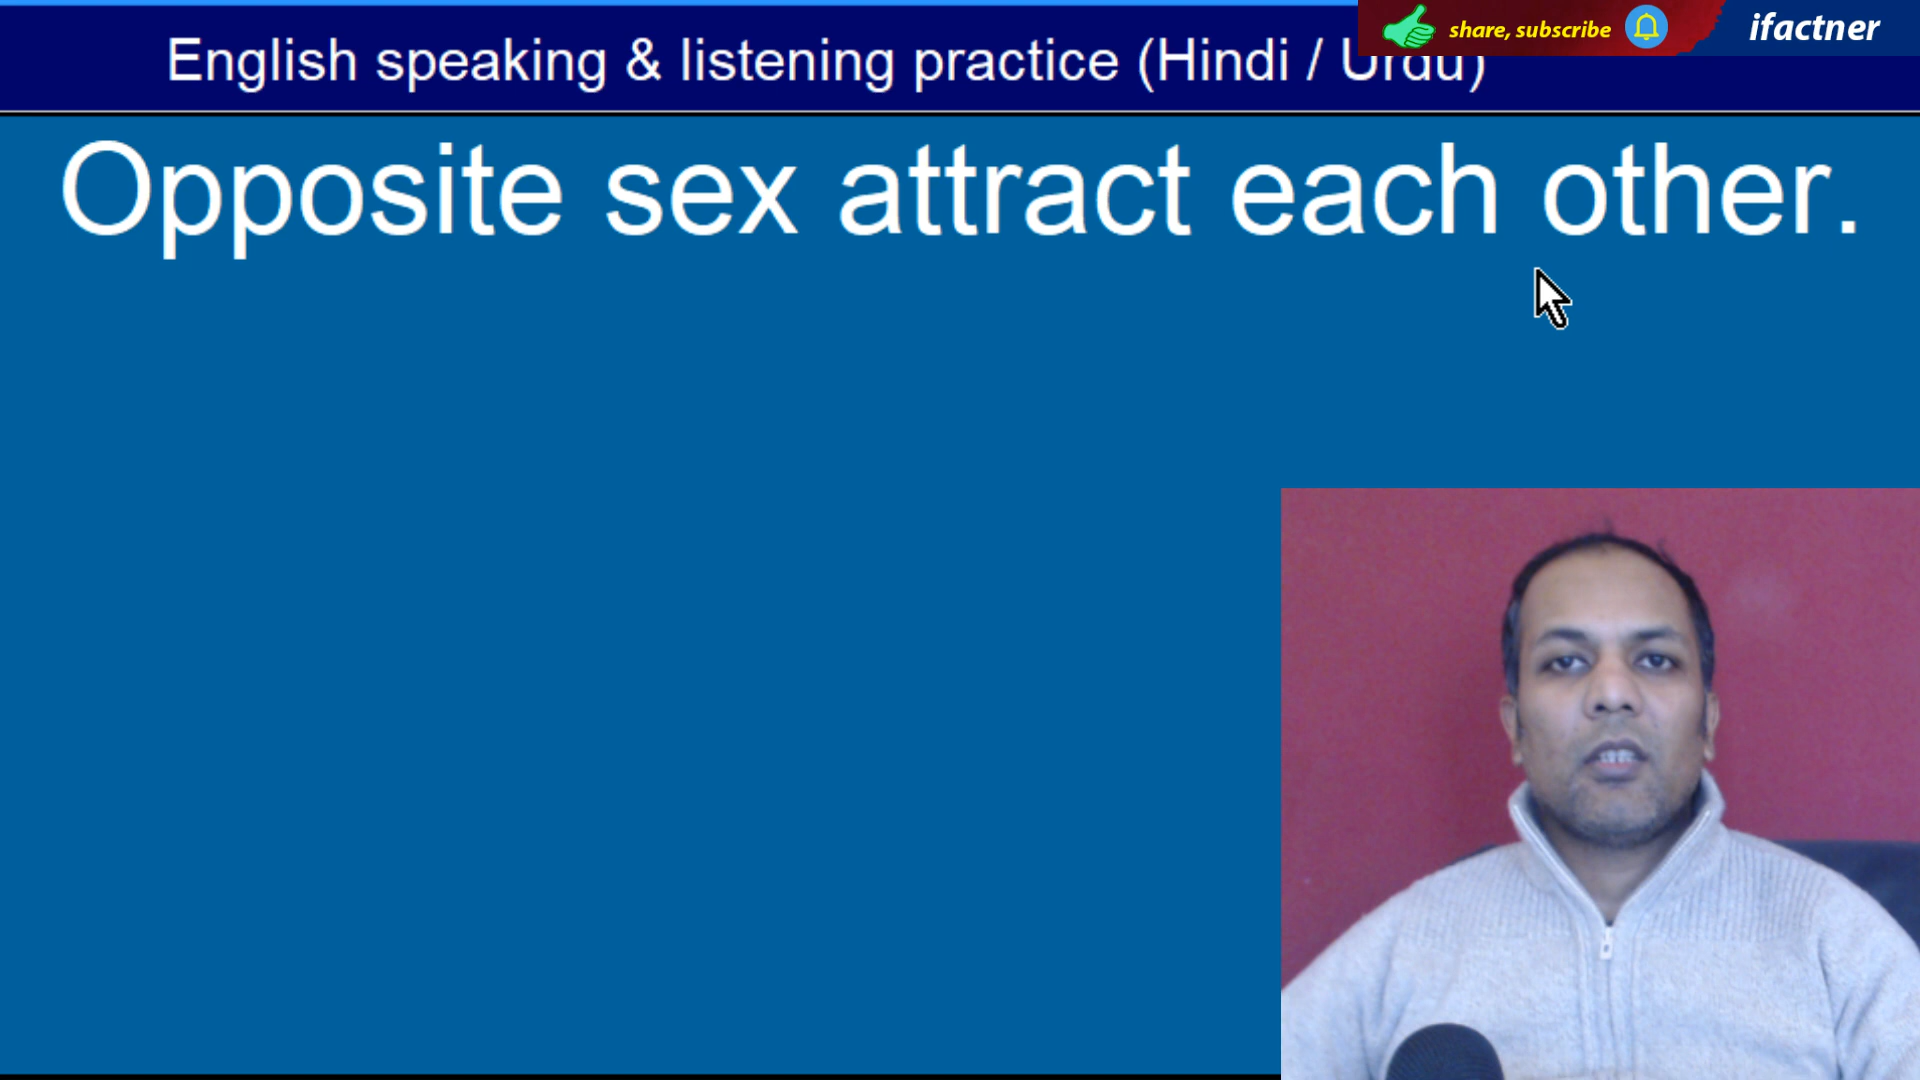 share, subscribe
ifactner
English speaking & listening practice (Hindi / Urdu)
Opposite sex attract each other.